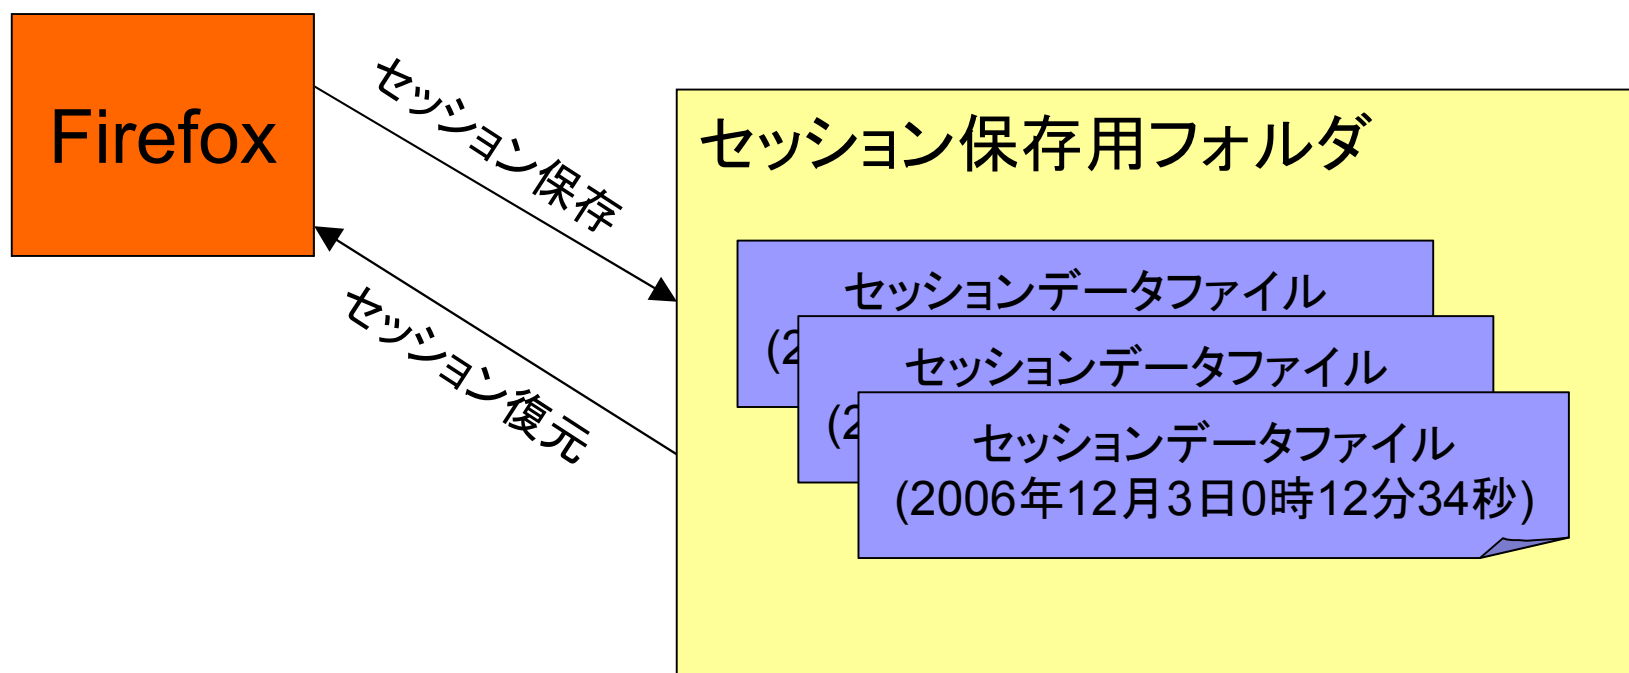 Firefox
セッション保存
セッション復元
セッション保存用フォルダ
セッションデータファイル
(2
セッションデータファイル
(2
セッションデータファイル
(2006年12月3日0時12分34秒)